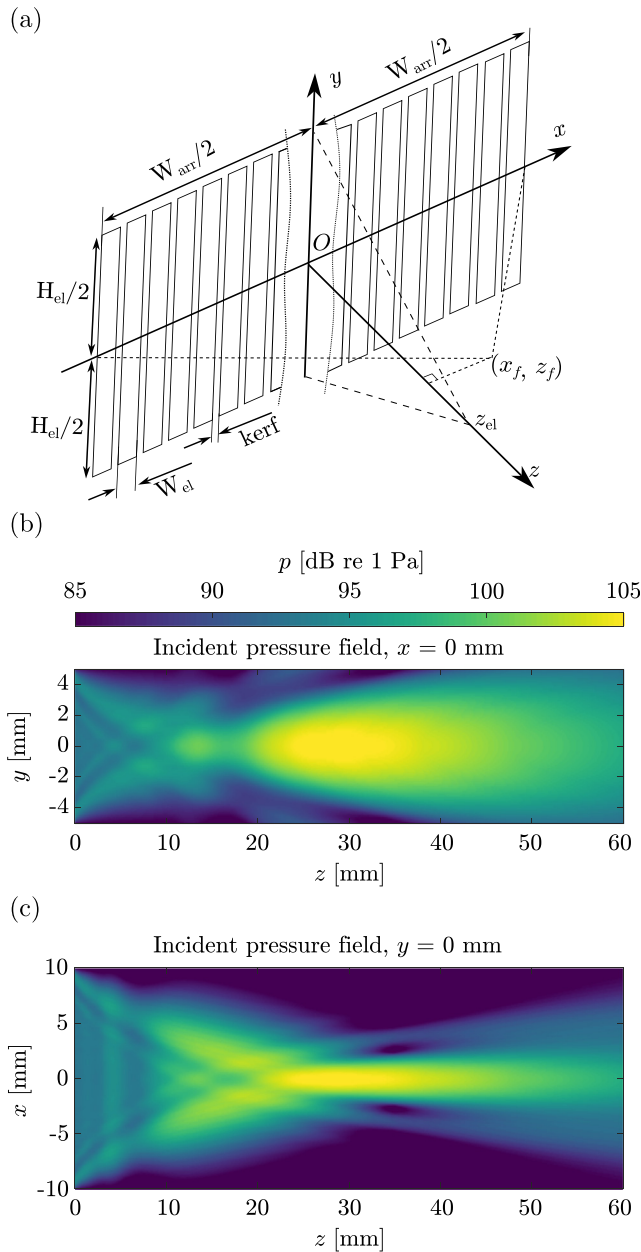 (a)
W_arr/2
y
W_arr/2
x
O
H_el/2
H_el/2
(x_f, z_f)
z_el
kerf
W_el
z
(b)
p [dB re 1 Pa]
85 90 95 100 105
Incident pressure field, x = 0 mm
4
2
0
-2
-4
y [mm]
0 10 20 30 40 50 60
z [mm]
(c)
Incident pressure field, y = 0 mm
10
5
0
-5
-10
x [mm]
0 10 20 30 40 50 60
z [mm]